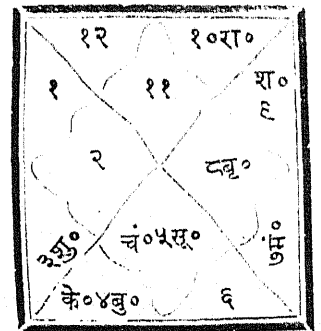 १२ १०रा०
१ ११ श०
९
२ ८बृ०
३शु० चं०५सू० ७मं०
के०४बु० ६